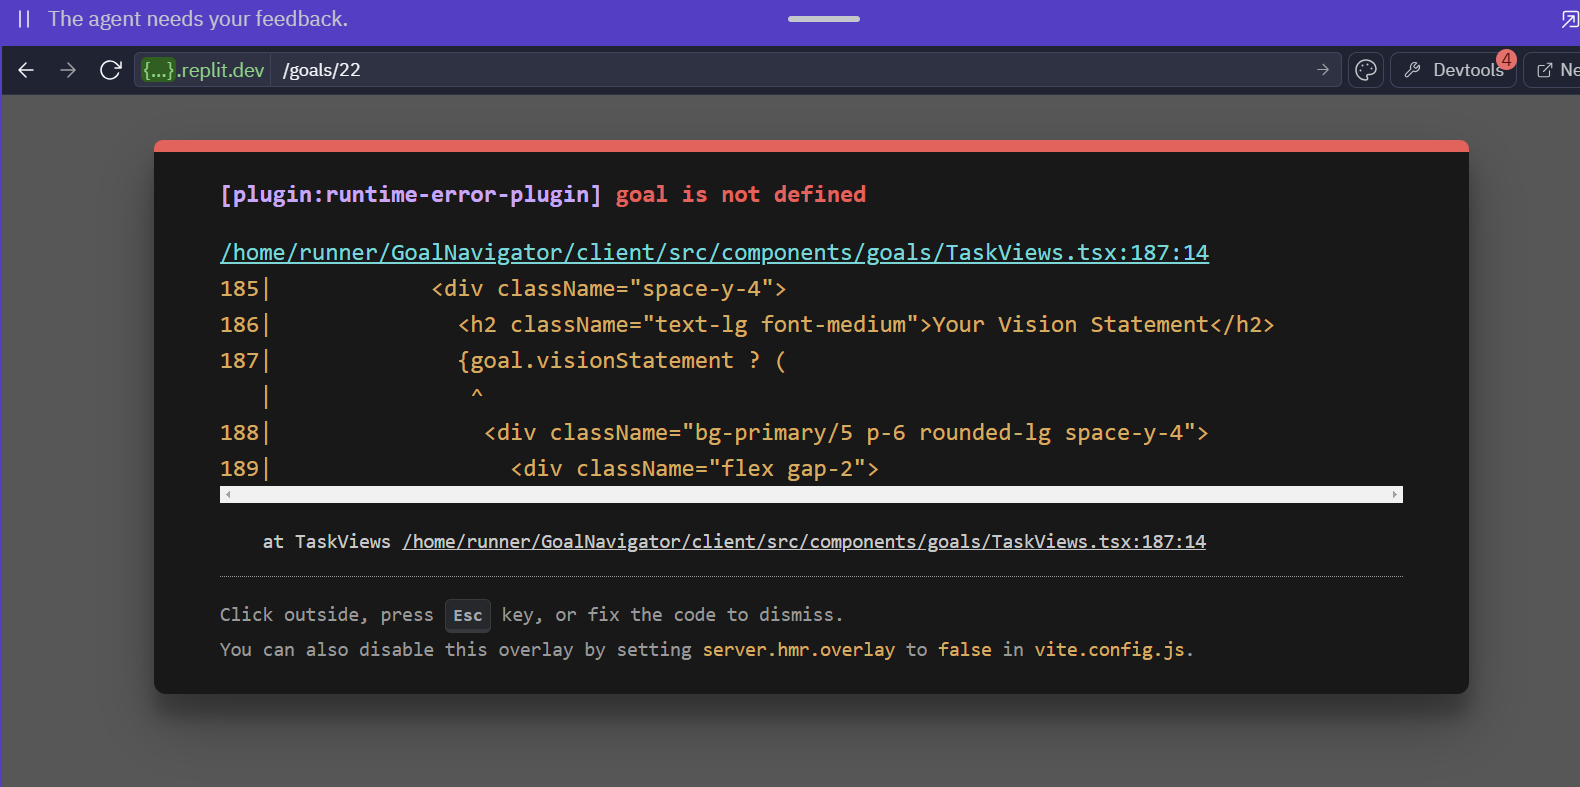 The agent needs your feedback.
{...}.replit.dev /goals/22 Devtools 4 Ne
[plugin:runtime-error-plugin] goal is not defined
/home/runner/GoalNavigator/client/src/components/goals/TaskViews.tsx:187:14
185| <div className="space-y-4">
186| <h2 className="text-lg font-medium">Your Vision Statement</h2>
187| {goal.visionStatement ? (
| ^
188| <div className="bg-primary/5 p-6 rounded-lg space-y-4">
189| <div className="flex gap-2">
at TaskViews /home/runner/GoalNavigator/client/src/components/goals/TaskViews.tsx:187:14
Click outside, press Esc key, or fix the code to dismiss.
You can also disable this overlay by setting server.hmr.overlay to false in vite.config.js.